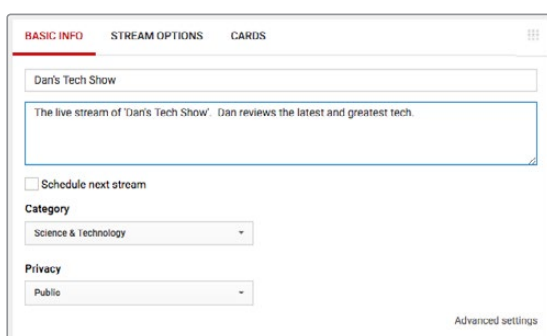 BASIC INFO STREAM OPTIONS CARDS
Dan's Tech Show
The live stream of 'Dan's Tech Show'. Dan reviews the latest and greatest tech.
Schedule next stream
Category
Science & Technology
Privacy
Public
Advanced settings